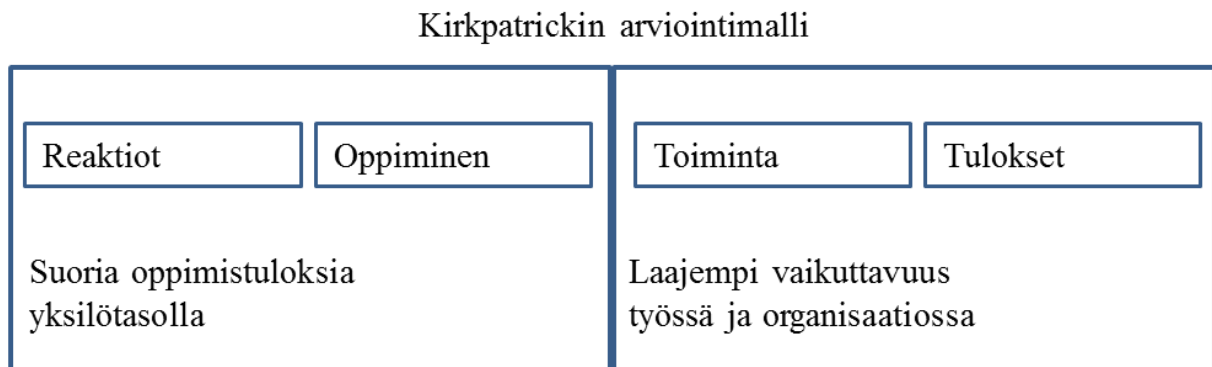 Kirkpatrickin arviointimalli
Reaktiot
Oppiminen
Toiminta
Tulokset
Suoria oppimistuloksia
yksilötasolla
Laajempi vaikuttavuus
työssä ja organisaatiossa